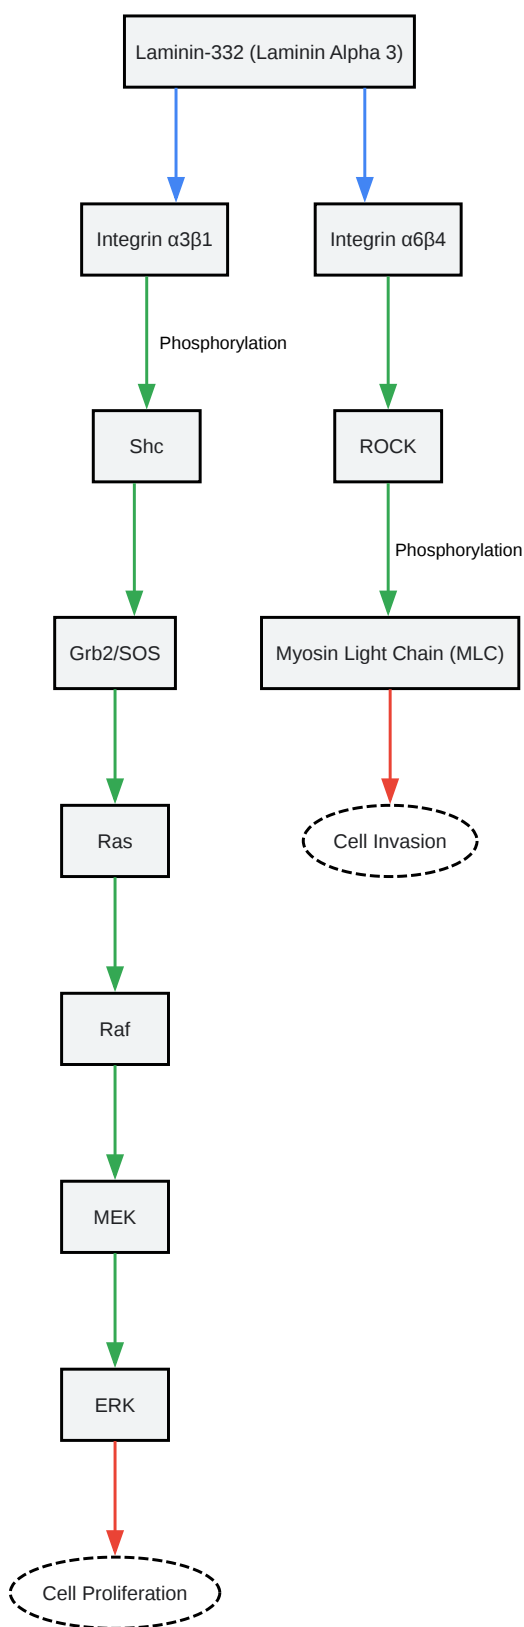 Laminin-332 (Laminin Alpha 3)
Integrin α3β1
Integrin α6β4
Phosphorylation
Shc
ROCK
Phosphorylation
Grb2/SOS
Myosin Light Chain (MLC)
Ras
Cell Invasion
Raf
MEK
ERK
Cell Proliferation